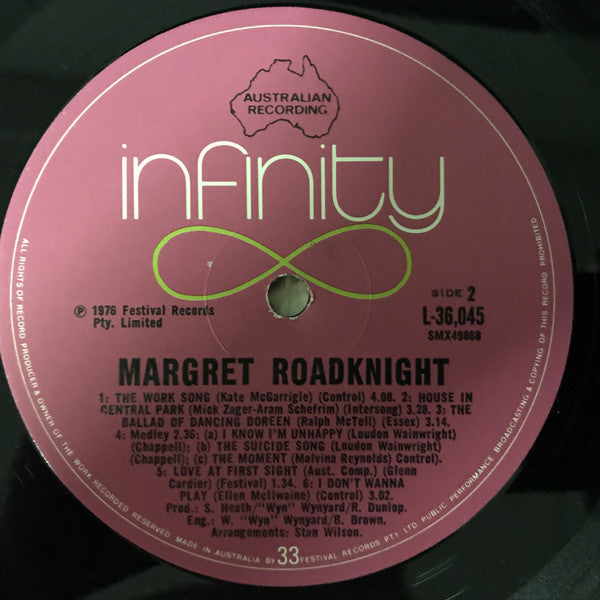 AUSTRALIAN
RECORDING
infinity
SIDE 2
℗ 1976 Festival Records
Pty. Limited
L-36,045
SMX49868
MARGRET ROADKNIGHT
1: THE WORK SONG (Kate McGarrigle) (Control) 4.08. 2: HOUSE IN
CENTRAL PARK (Mick Zager-Aram Schefrim) (Intersong) 3.28. 3: THE
BALLAD OF DANCING DOREEN (Ralph McTell) (Essex) 3.14.
4: Medley 2.36: (a) I KNOW I'M UNHAPPY (Loudon Wainwright)
(Chappell); (b) THE SUICIDE SONG (Loudon Wainwright)
(Chappell); (c) THE MOMENT (Malvina Reynolds) Control).
5: LOVE AT FIRST SIGHT (Aust. Comp.) (Glenn
Cardier) (Festival) 1.34. 6: I DON'T WANNA
PLAY (Ellen McIlwaine) (Control) 3.02.
Prod.: S. Heath/"Wyn" Wynyard/R. Dunlop.
Eng.: W. "Wyn" Wynyard/B. Brown.
Arrangements: Stan Wilson.
33
ALL RIGHTS OF RECORD PRODUCER & OWNER OF THE WORK RECORDED RESERVED. MADE IN AUSTRALIA BY FESTIVAL RECORDS PTY. LTD. PUBLIC PERFORMANCE BROADCASTING & COPYING OF THIS RECORD PROHIBITED